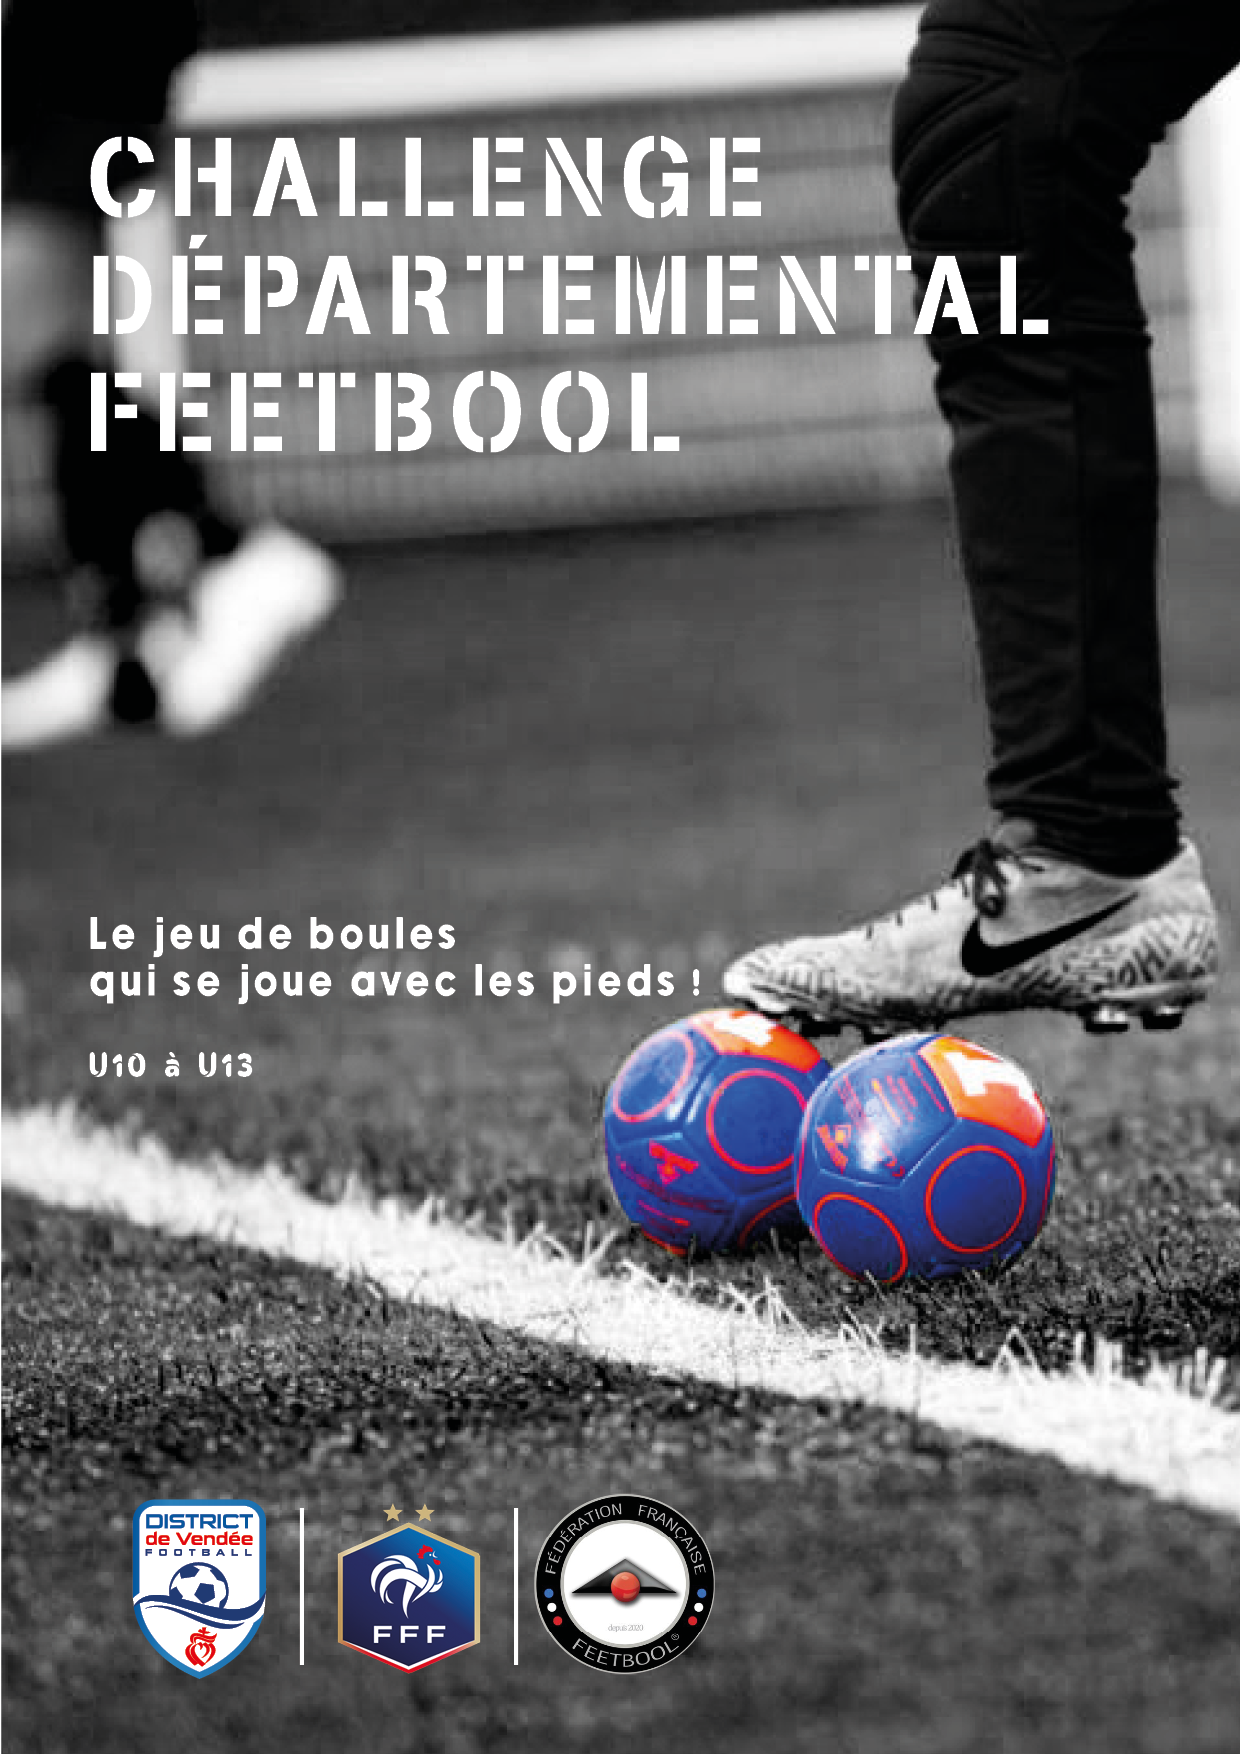 CHALLENGE
DÉPARTEMENTAL
FEETBOOL
Le jeu de boules
qui se joue avec les pieds !
U10 à U13
DISTRICT
de Vendée
FOOTBALL
FFF
FÉDÉRATION FRANÇAISE
depuis 2020
FEETBOOL®